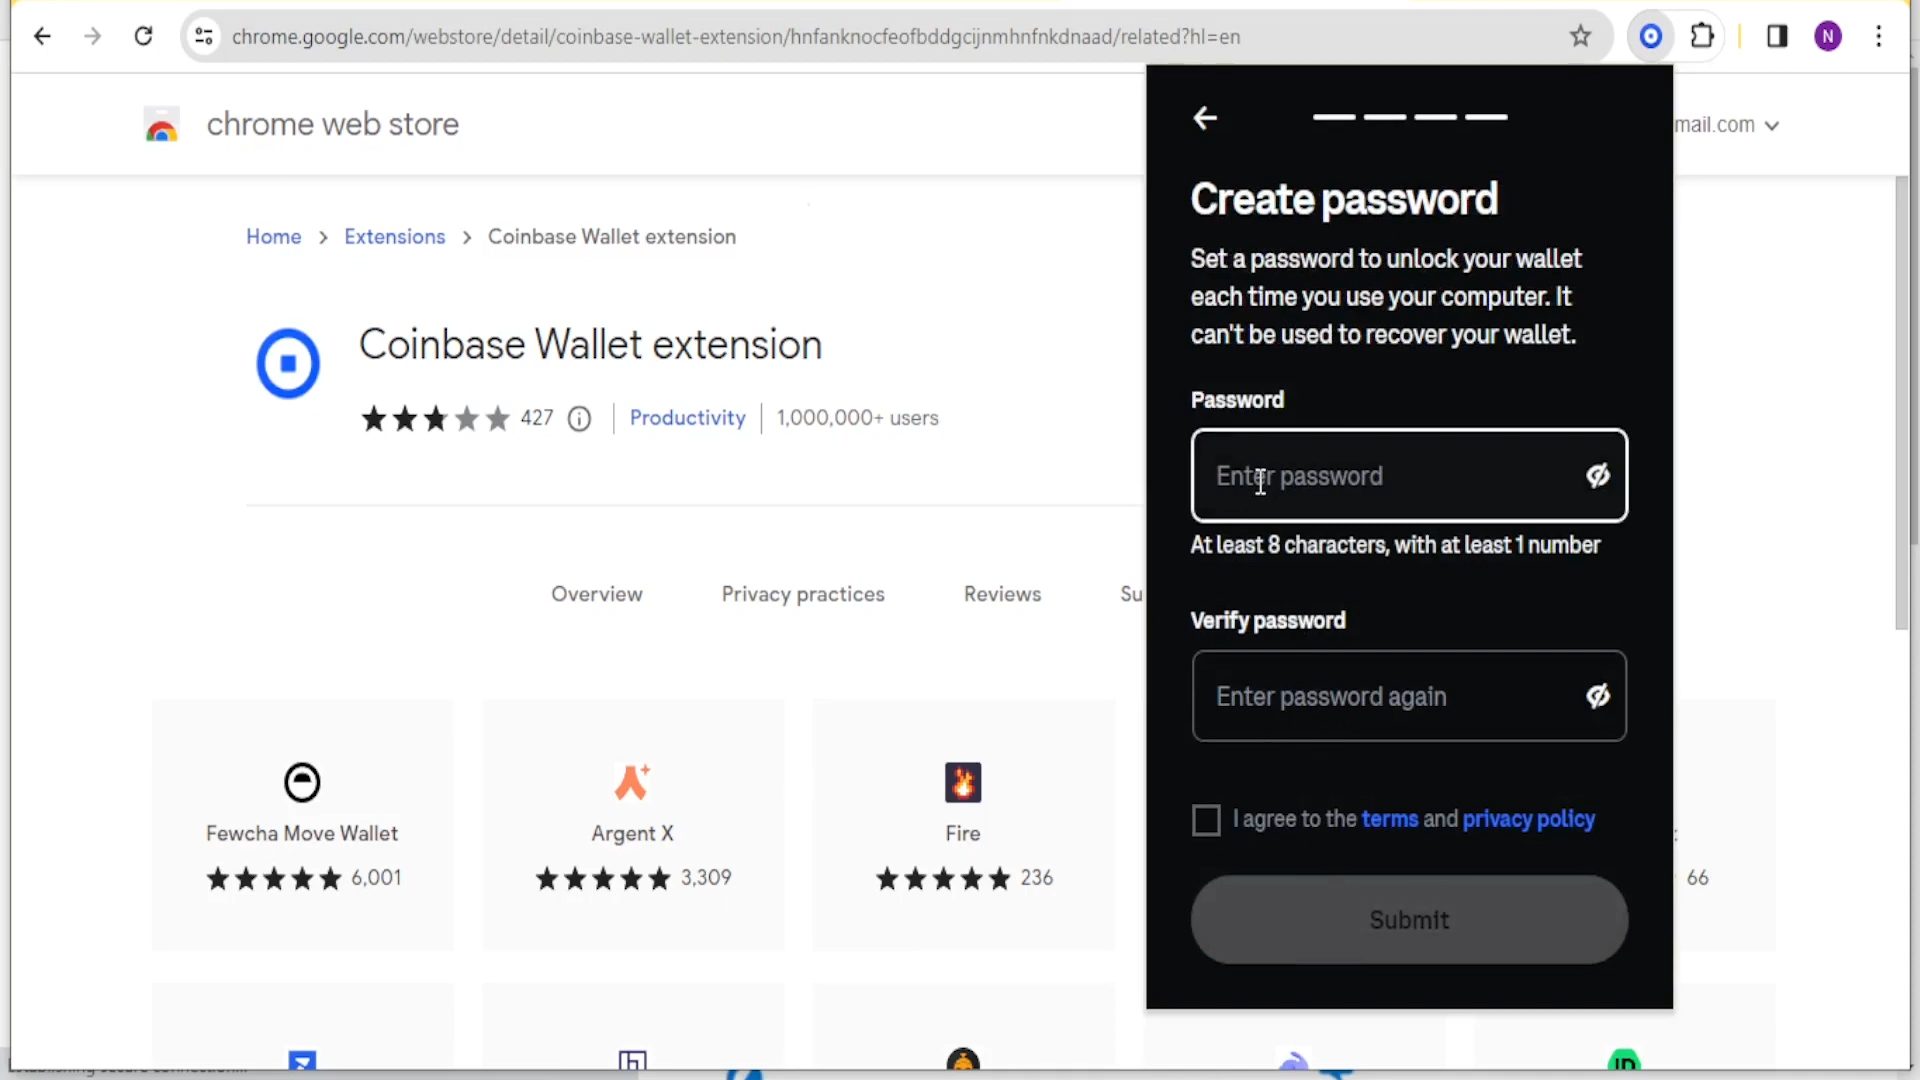 chrome.google.com/webstore/detail/coinbase-wallet-extension/hnfanknocfeofbddgcijnmhnfnkdnaad/related?hl=en
N
chrome web store
mail.com
Home > Extensions > Coinbase Wallet extension
Coinbase Wallet extension
427 | Productivity | 1,000,000+ users
Overview Privacy practices Reviews Su
Fewcha Move Wallet
6,001
Argent X
3,309
Fire
236
66
Create password
Set a password to unlock your wallet
each time you use your computer. It
can't be used to recover your wallet.
Password
Enter password
At least 8 characters, with at least 1 number
Verify password
Enter password again
I agree to the terms and privacy policy
Submit